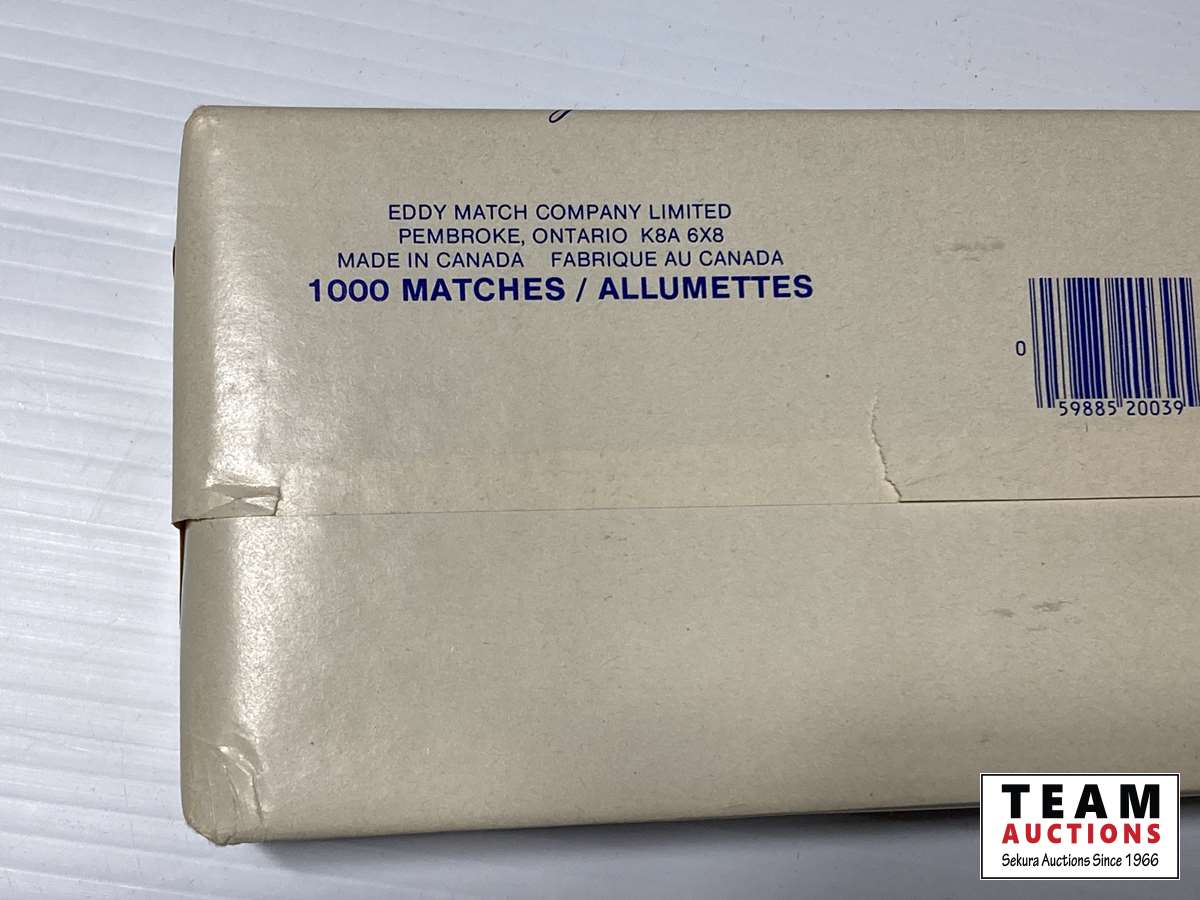 EDDY MATCH COMPANY LIMITED
PEMBROKE, ONTARIO K8A 6X8
MADE IN CANADA FABRIQUE AU CANADA
1000 MATCHES / ALLUMETTES
0
59885 20039
TEAM
AUCTIONS
Sekura Auctions Since 1966